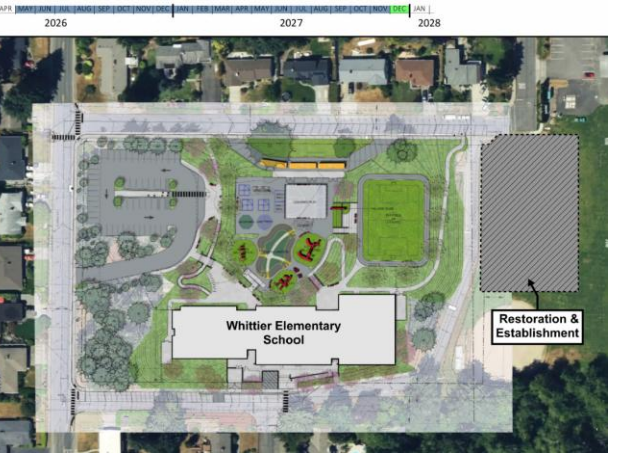 APR MAY JUN JUL AUG SEP OCT NOV DEC JAN FEB MAR APR MAY JUN JUL AUG SEP OCT NOV DEC JAN
2026 2027 2028
Whittier Elementary
School
Restoration &
Establishment